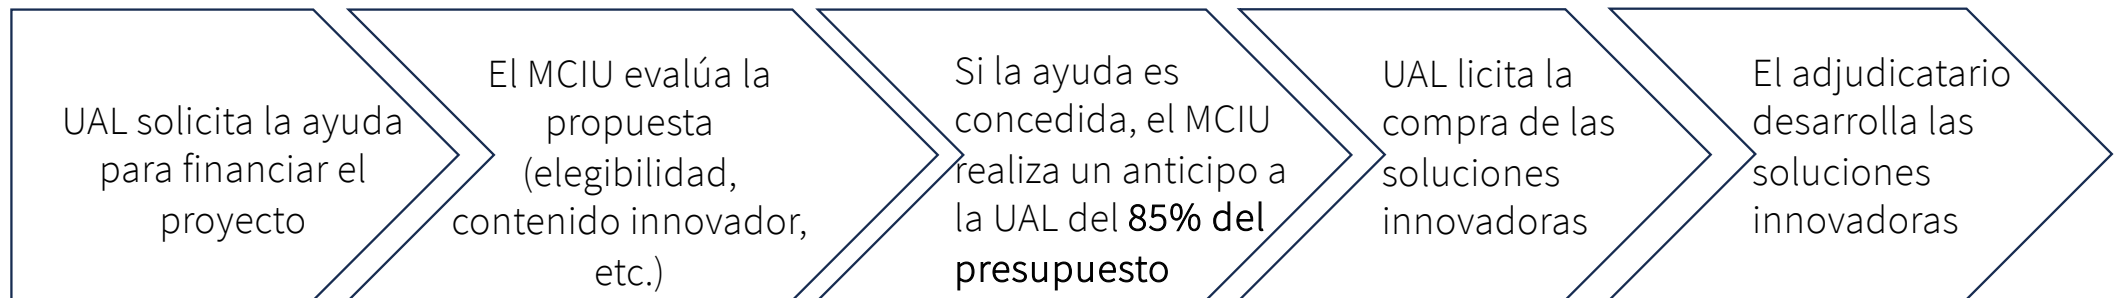 UAL solicita la ayuda
para financiar el
proyecto
El MCIU evalúa la
propuesta
(elegibilidad,
contenido innovador,
etc.)
Si la ayuda es
concedida, el MCIU
realiza un anticipo a
la UAL del 85% del
presupuesto
UAL licita la
compra de las
soluciones
innovadoras
El adjudicatario
desarrolla las
soluciones
innovadoras